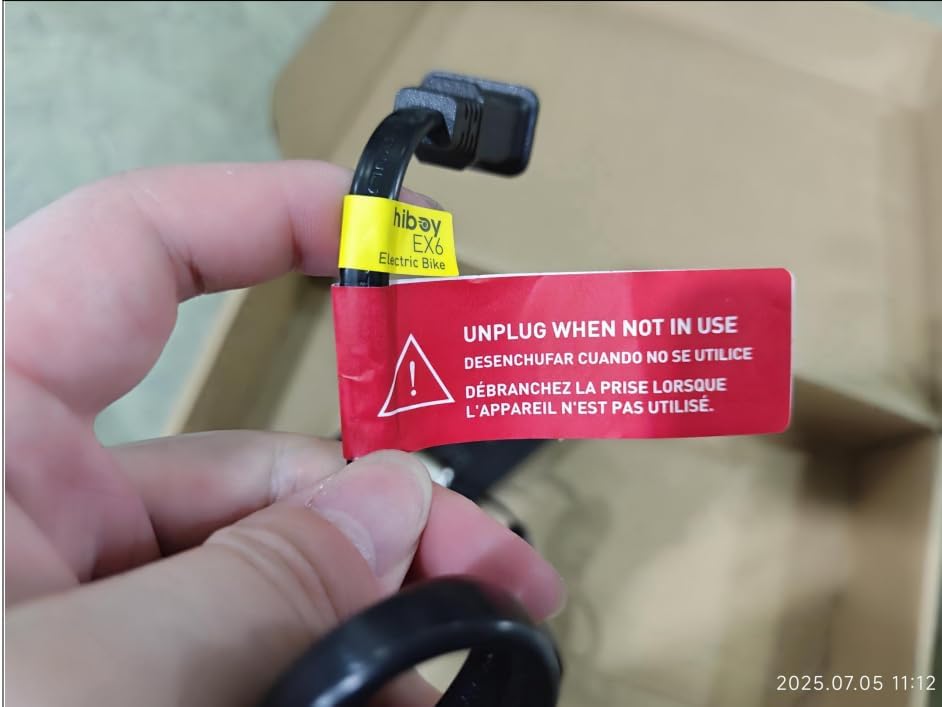 hiboy
EX6
Electric Bike
UNPLUG WHEN NOT IN USE
DESENCHUFAR CUANDO NO SE UTILICE
DÉBRANCHEZ LA PRISE LORSQUE
L'APPAREIL N'EST PAS UTILISÉ.
2025.07.05 11:12